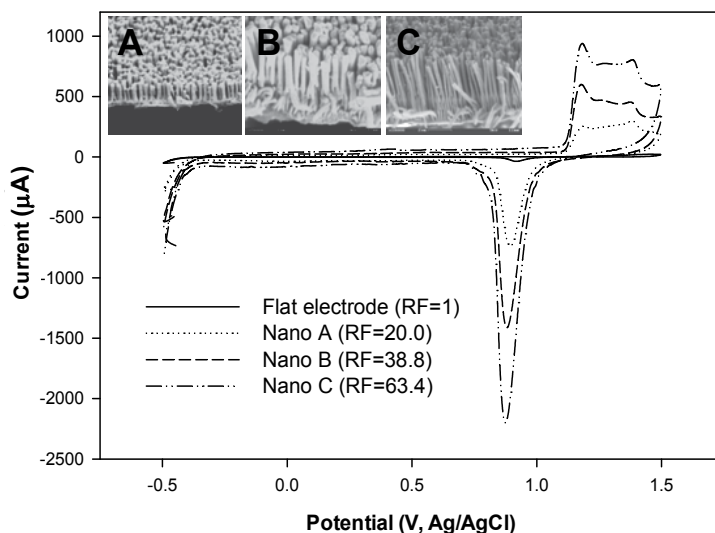 A B C
1000
500
0
-500
-1000
-1500
-2000
-2500
Current (µA)
Flat electrode (RF=1)
Nano A (RF=20.0)
Nano B (RF=38.8)
Nano C (RF=63.4)
-0.5 0.0 0.5 1.0 1.5
Potential (V, Ag/AgCl)